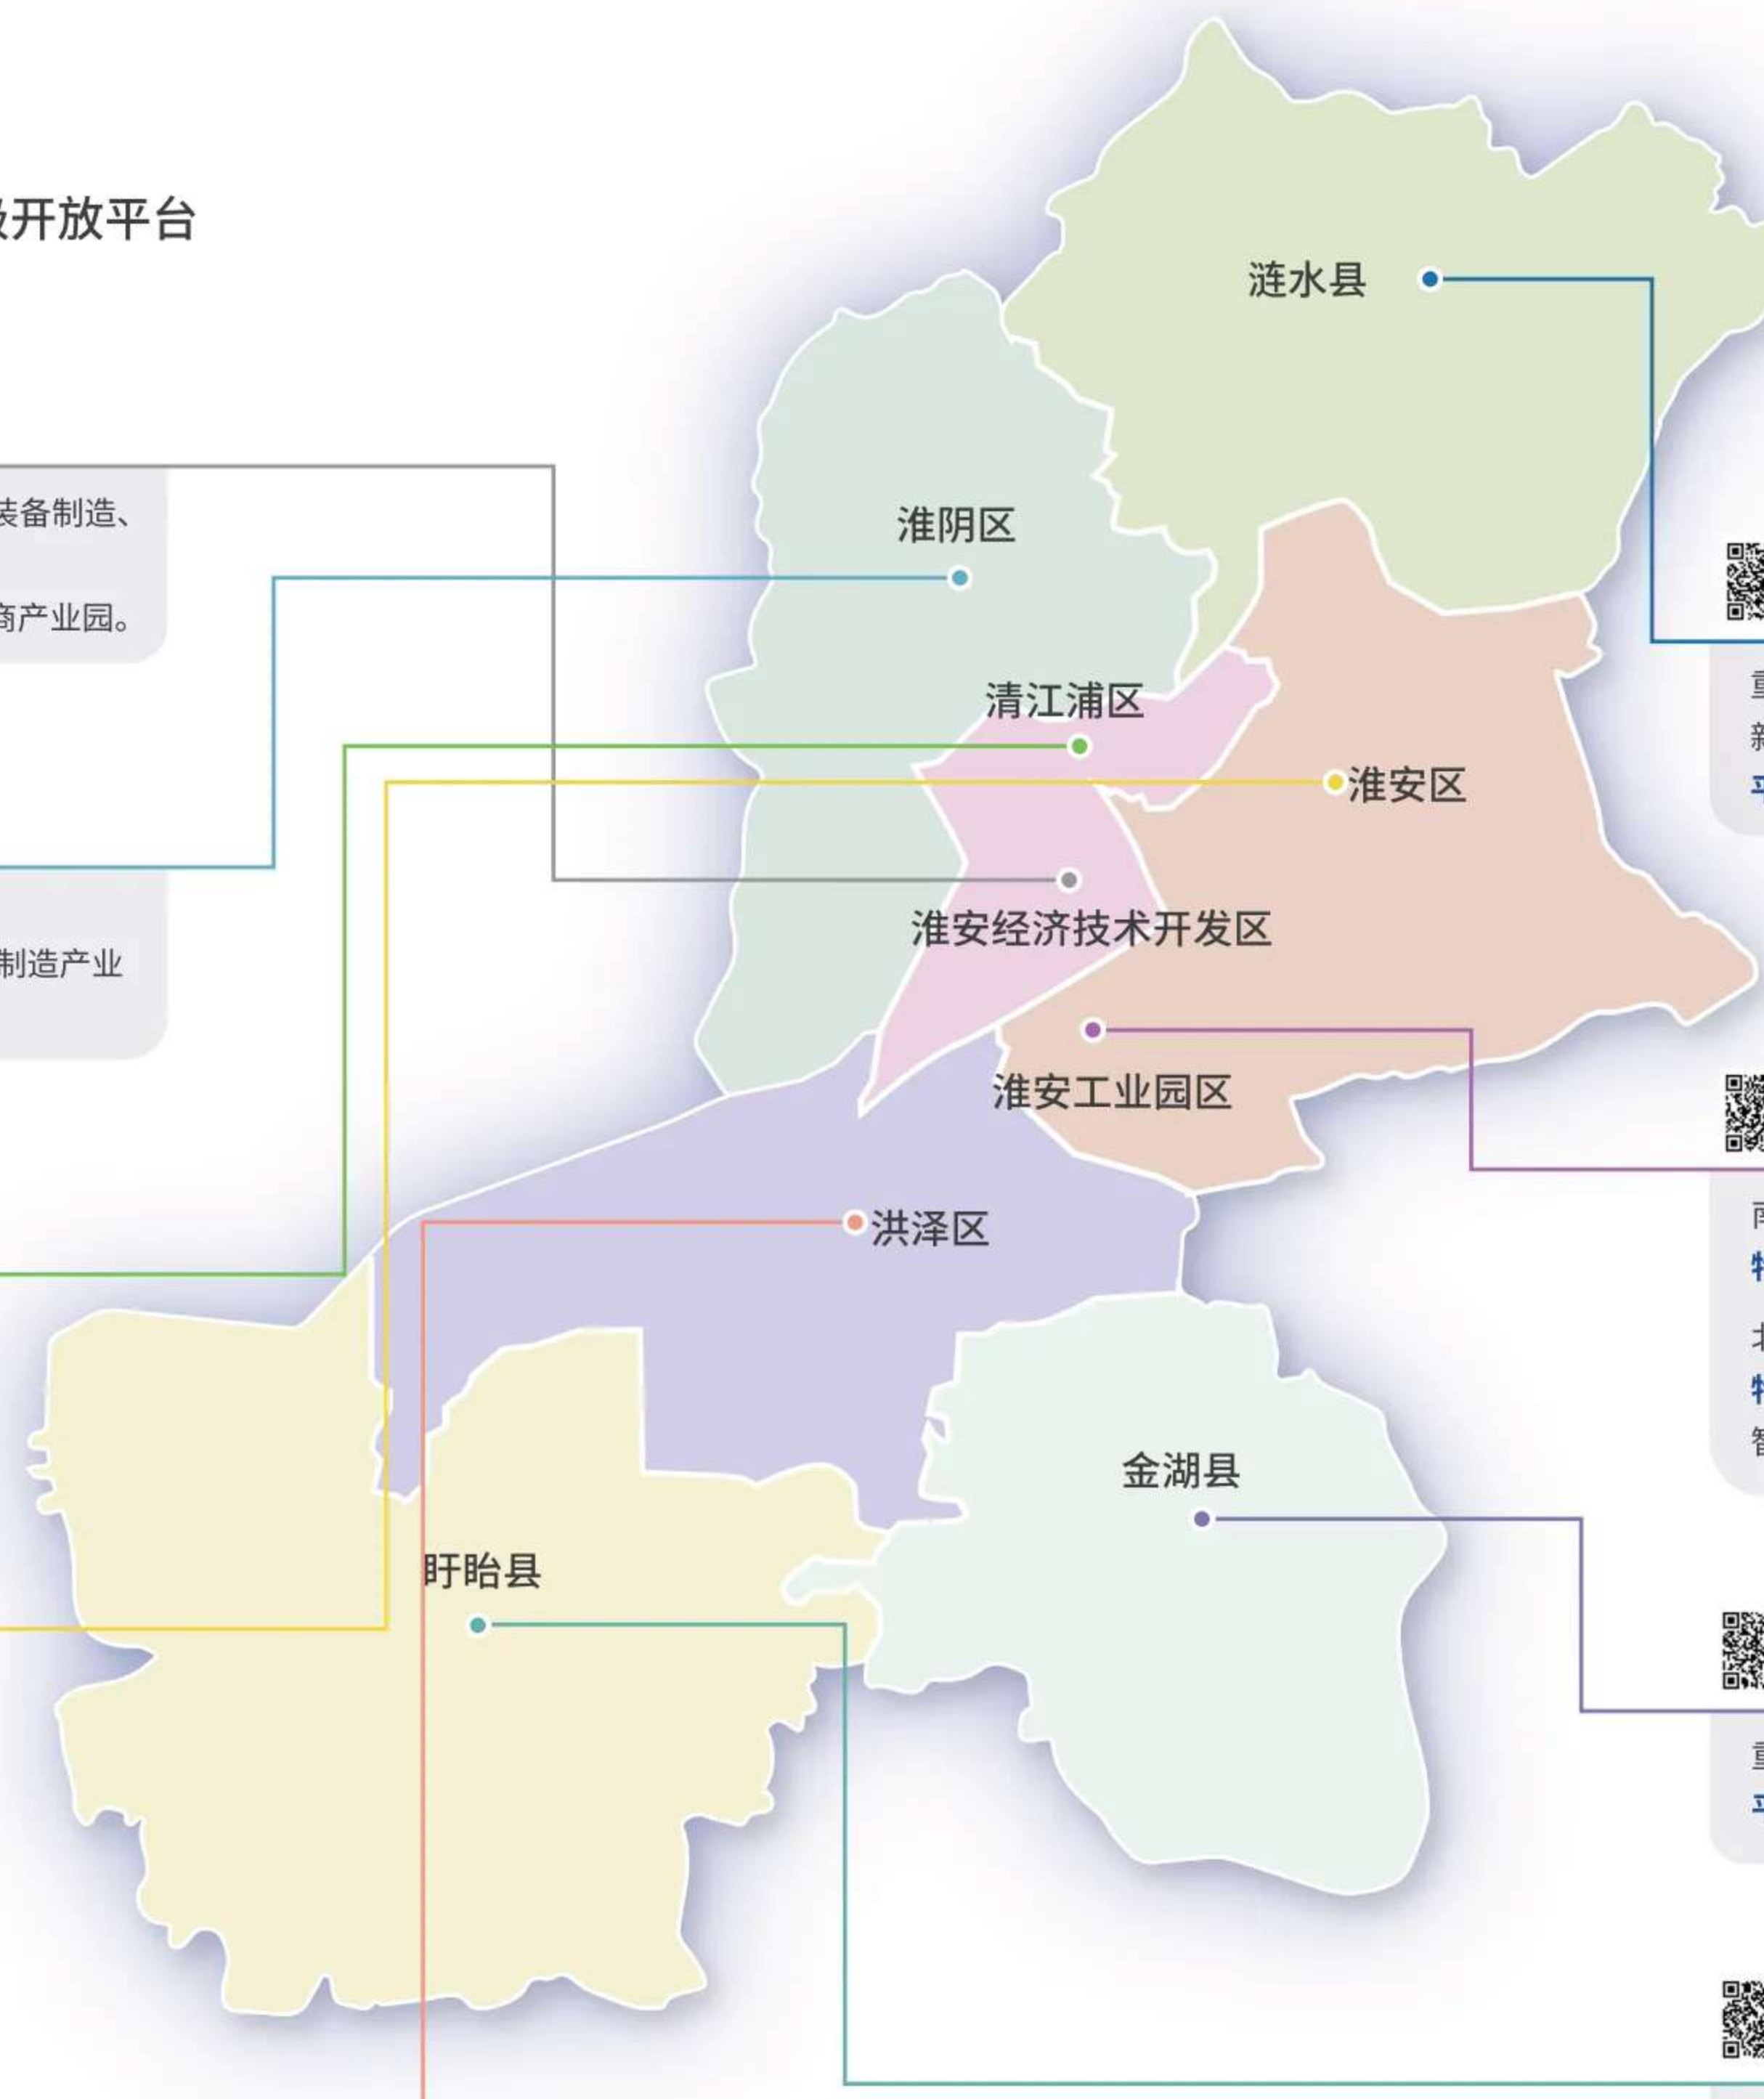 开放平台
涟水县
装备制造、
淮阴区
商产业园。
清江浦区
淮安区
淮安经济技术开发区
制造产业
淮安工业园区
洪泽区
金湖县
盱眙县